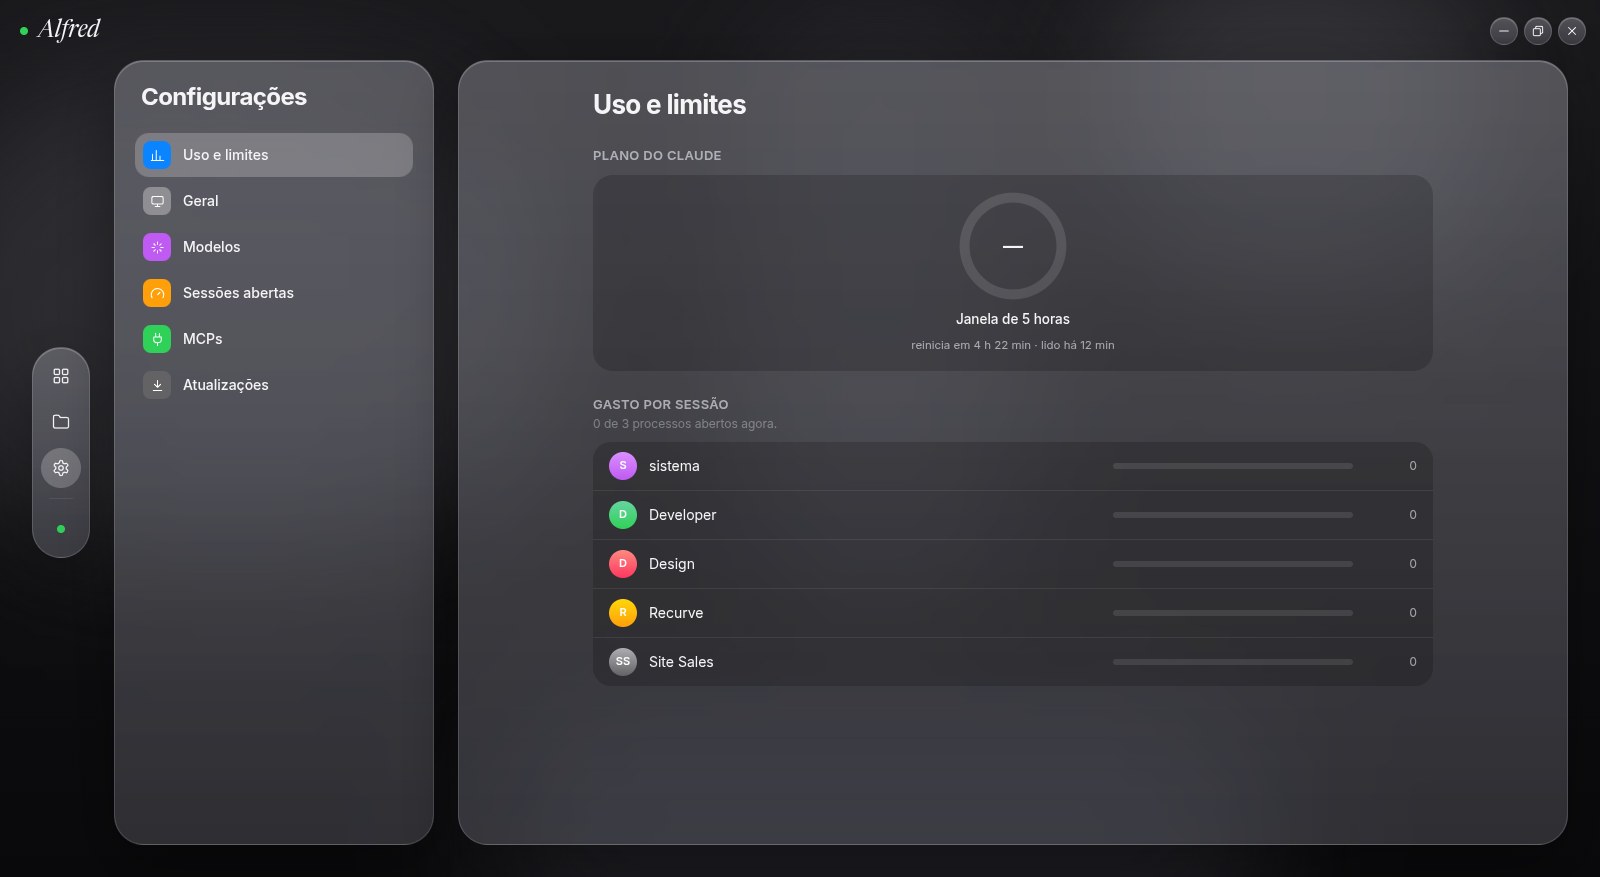 Alfred
Configurações
Uso e limites
Geral
Modelos
Sessões abertas
MCPs
Atualizações
Uso e limites
PLANO DO CLAUDE
—
Janela de 5 horas
reinicia em 4 h 22 min · lido há 12 min
GASTO POR SESSÃO
0 de 3 processos abertos agora.
S sistema 0
D Developer 0
D Design 0
R Recurve 0
SS Site Sales 0